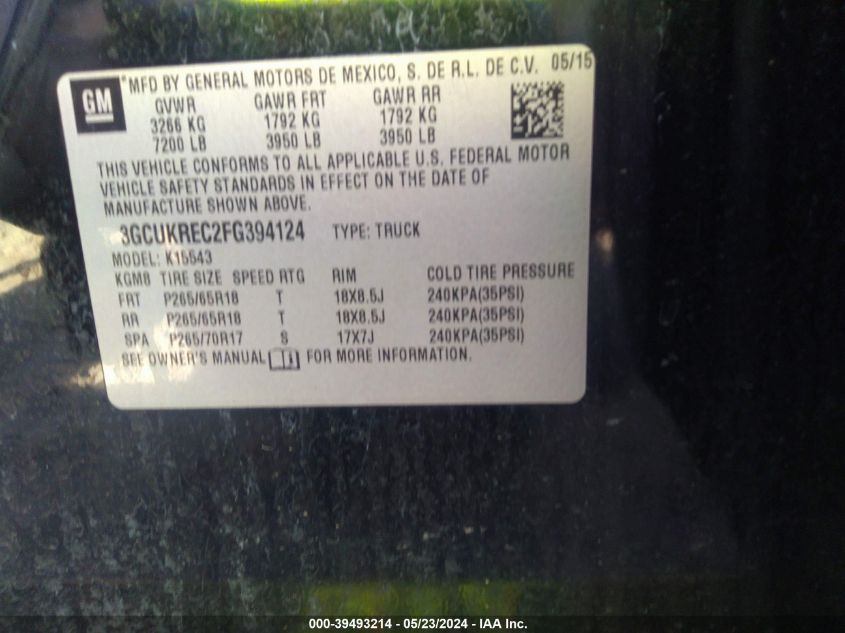 GM
*MFD BY GENERAL MOTORS DE MEXICO, S. DE R.L. DE C.V. 05/15
GVWR GAWR FRT GAWR RR
3266 KG 1792 KG 1792 KG
7200 LB 3950 LB 3950 LB
THIS VEHICLE CONFORMS TO ALL APPLICABLE U.S. FEDERAL MOTOR
VEHICLE SAFETY STANDARDS IN EFFECT ON THE DATE OF
MANUFACTURE SHOWN ABOVE.
3GCUKREC2FG394124 TYPE: TRUCK
MODEL: K15543
KGM8 TIRE SIZE SPEED RTG RIM COLD TIRE PRESSURE
FRT P265/65R18 T 18X8.5J 240KPA(35PSI)
RR P265/65R18 T 18X8.5J 240KPA(35PSI)
SPA P265/70R17 S 17X7J 240KPA(35PSI)
SEE OWNER'S MANUAL FOR MORE INFORMATION.
000-39493214 - 05/23/2024 - IAA Inc.